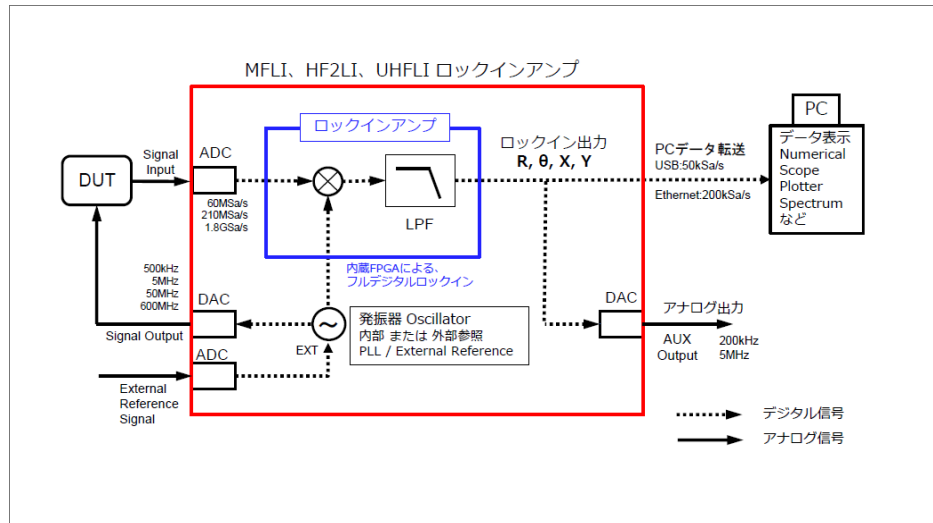 MFLI、HF2LI、UHFLI ロックインアンプ
ロックインアンプ
DUT
Signal
Input
ADC
60MSa/s
210MSa/s
1.8GSa/s
LPF
内蔵FPGAによる、
フルデジタルロックイン
ロックイン出力
R, θ, X, Y
PCデータ転送
USB:50kSa/s
Ethernet:200kSa/s
PC
データ表示
Numerical
Scope
Plotter
Spectrum
など
500kHz
5MHz
50MHz
600MHz
Signal Output
DAC
~
EXT
発振器 Oscillator
内部 または 外部参照
PLL / External Reference
ADC
External
Reference
Signal
DAC
アナログ出力
AUX
Output
200kHz
5MHz
デジタル信号
アナログ信号